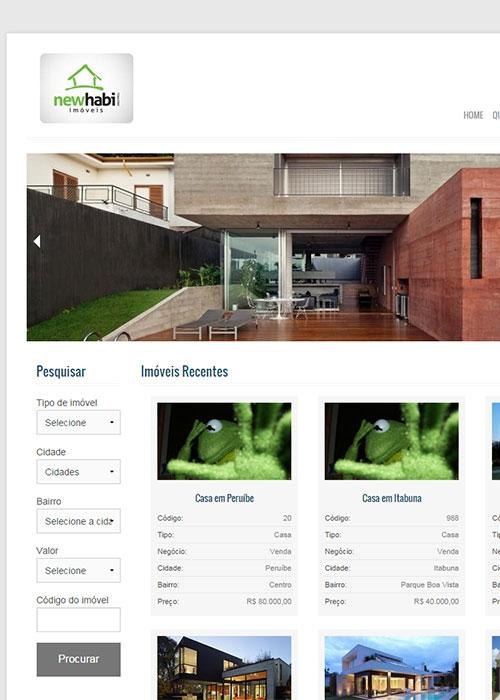 newhabi
imóveis
HOME
Pesquisar
Imóveis Recentes
Tipo de imóvel
Selecione
Cidade
Cidades
Bairro
Selecione a cida
Valor
Selecione
Código do imóvel
Procurar
Casa em Peruíbe
Código: 20
Tipo: Casa
Negócio: Venda
Cidade: Peruíbe
Bairro: Centro
Preço: R$ 80.000,00
Casa em Itabuna
Código: 988
Tipo: Casa
Negócio: Venda
Cidade: Itabuna
Bairro: Parque Boa Vista
Preço: R$ 40.000,00